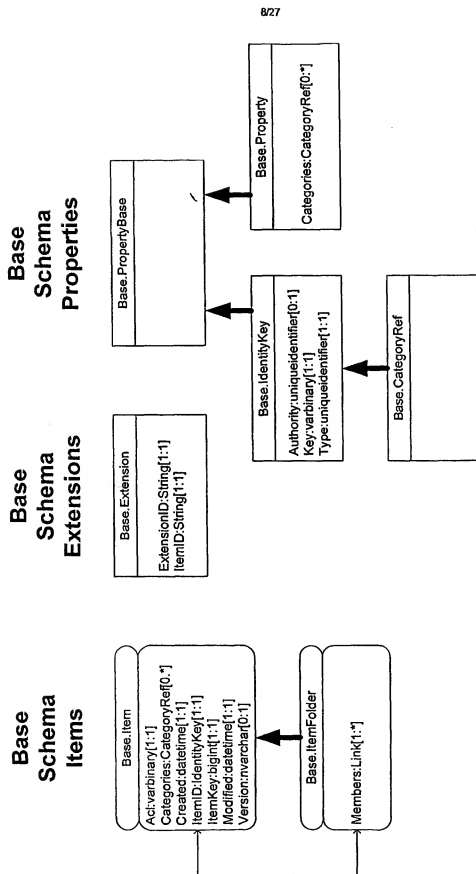 8/27
Base
Schema
Properties
Base.PropertyBase
Base.Property
Categories:CategoryRef[0:*]
Base.IdentityKey
Authority:uniqueidentifier[0:1]
Key:varbinary[1:1]
Type:uniqueidentifier[1:1]
Base.CategoryRef
Base
Schema
Extensions
Base.Extension
ExtensionID:String[1:1]
ItemID:String[1:1]
Base
Schema
Items
Base.Item
Acl:varbinary[1:1]
Categories:CategoryRef[0.*]
Created:datetime[1:1]
ItemID:IdentityKey[1:1]
ItemKey:bigint[1:1]
Modified:datetime[1:1]
Version:nvarchar[0:1]
Base.ItemFolder
Members:Link[1:*]